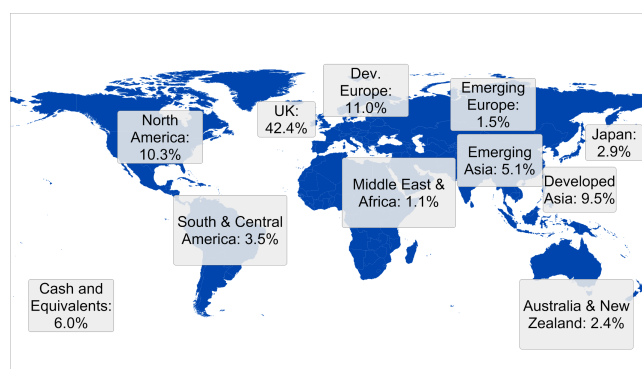 Dev.
Europe:
11.0%
Emerging
Europe:
1.5%
UK:
42.4%
North
America:
10.3%
Japan:
2.9%
Emerging
Asia: 5.1%
Middle East &
Africa: 1.1%
Developed
Asia: 9.5%
South & Central
America: 3.5%
Cash and
Equivalents:
6.0%
Australia & New
Zealand: 2.4%